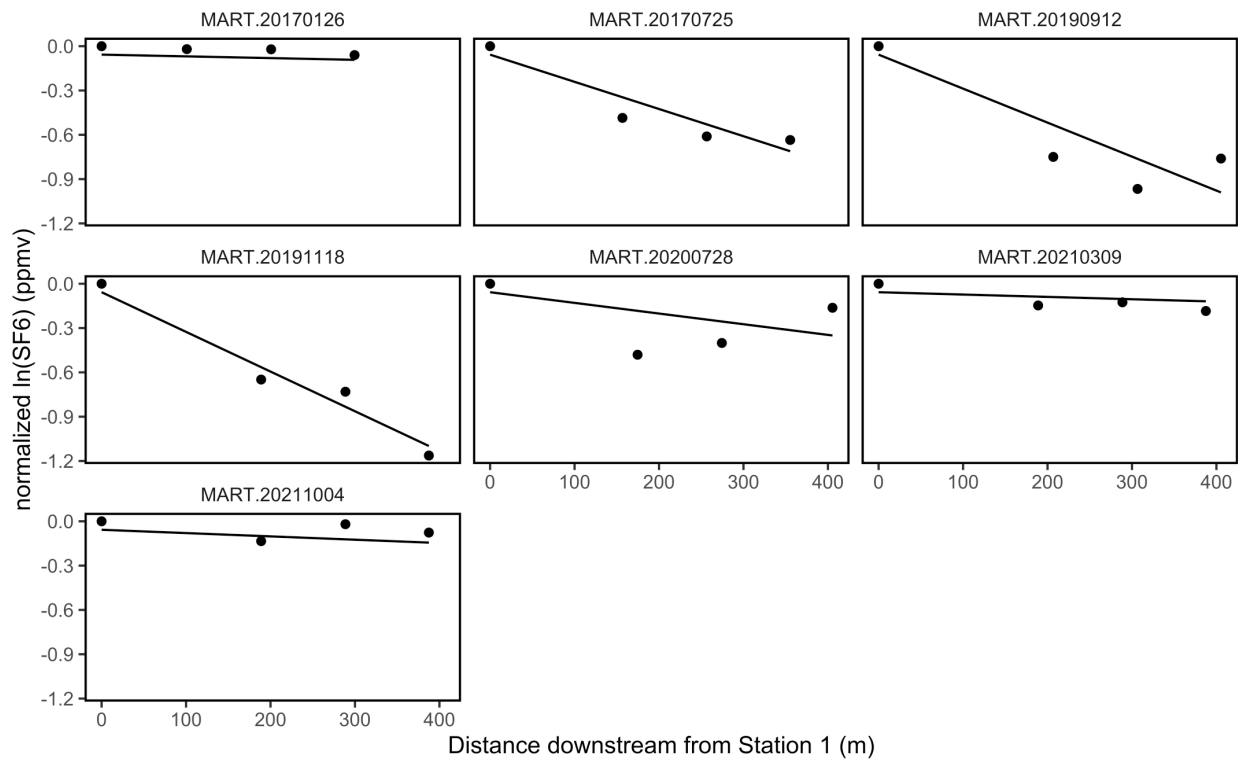 MART.20170126 MART.20170725 MART.20190912
0.0
-0.3
-0.6
-0.9
-1.2
MART.20191118 MART.20200728 MART.20210309
0.0
-0.3
-0.6
-0.9
-1.2
0 100 200 300 400 0 100 200 300 400
MART.20211004
0.0
-0.3
-0.6
-0.9
-1.2
0 100 200 300 400
normalized ln(SF6) (ppmv)
Distance downstream from Station 1 (m)